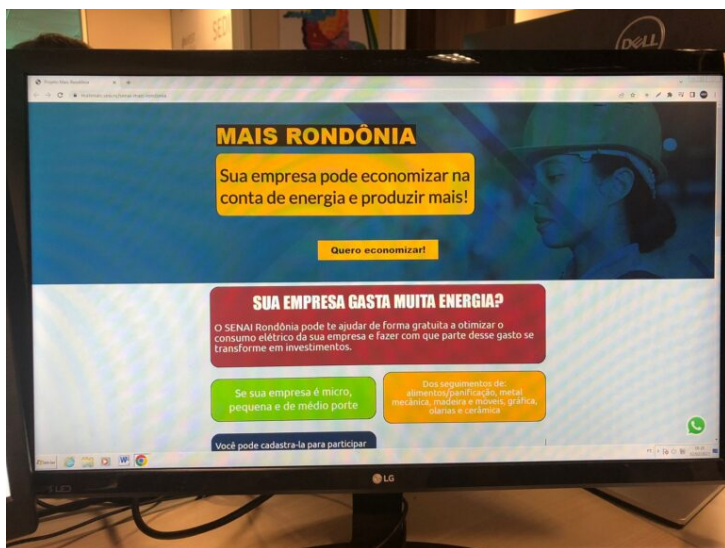 DELL
MAIS RONDÔNIA
Sua empresa pode economizar na
conta de energia e produzir mais!
Quero economizar!
SUA EMPRESA GASTA MUITA ENERGIA?
O SENAI Rondônia pode te ajudar de forma gratuita a otimizar o
consumo elétrico da sua empresa e fazer com que parte desse gasto se
transforme em investimentos.
Se sua empresa é micro,
pequena e de médio porte
Dos seguimentos de:
alimentos/panificação, metal
mecânica, madeira e móveis, gráfica,
olarias e cerâmica
Você pode cadastra-la para participar
LG